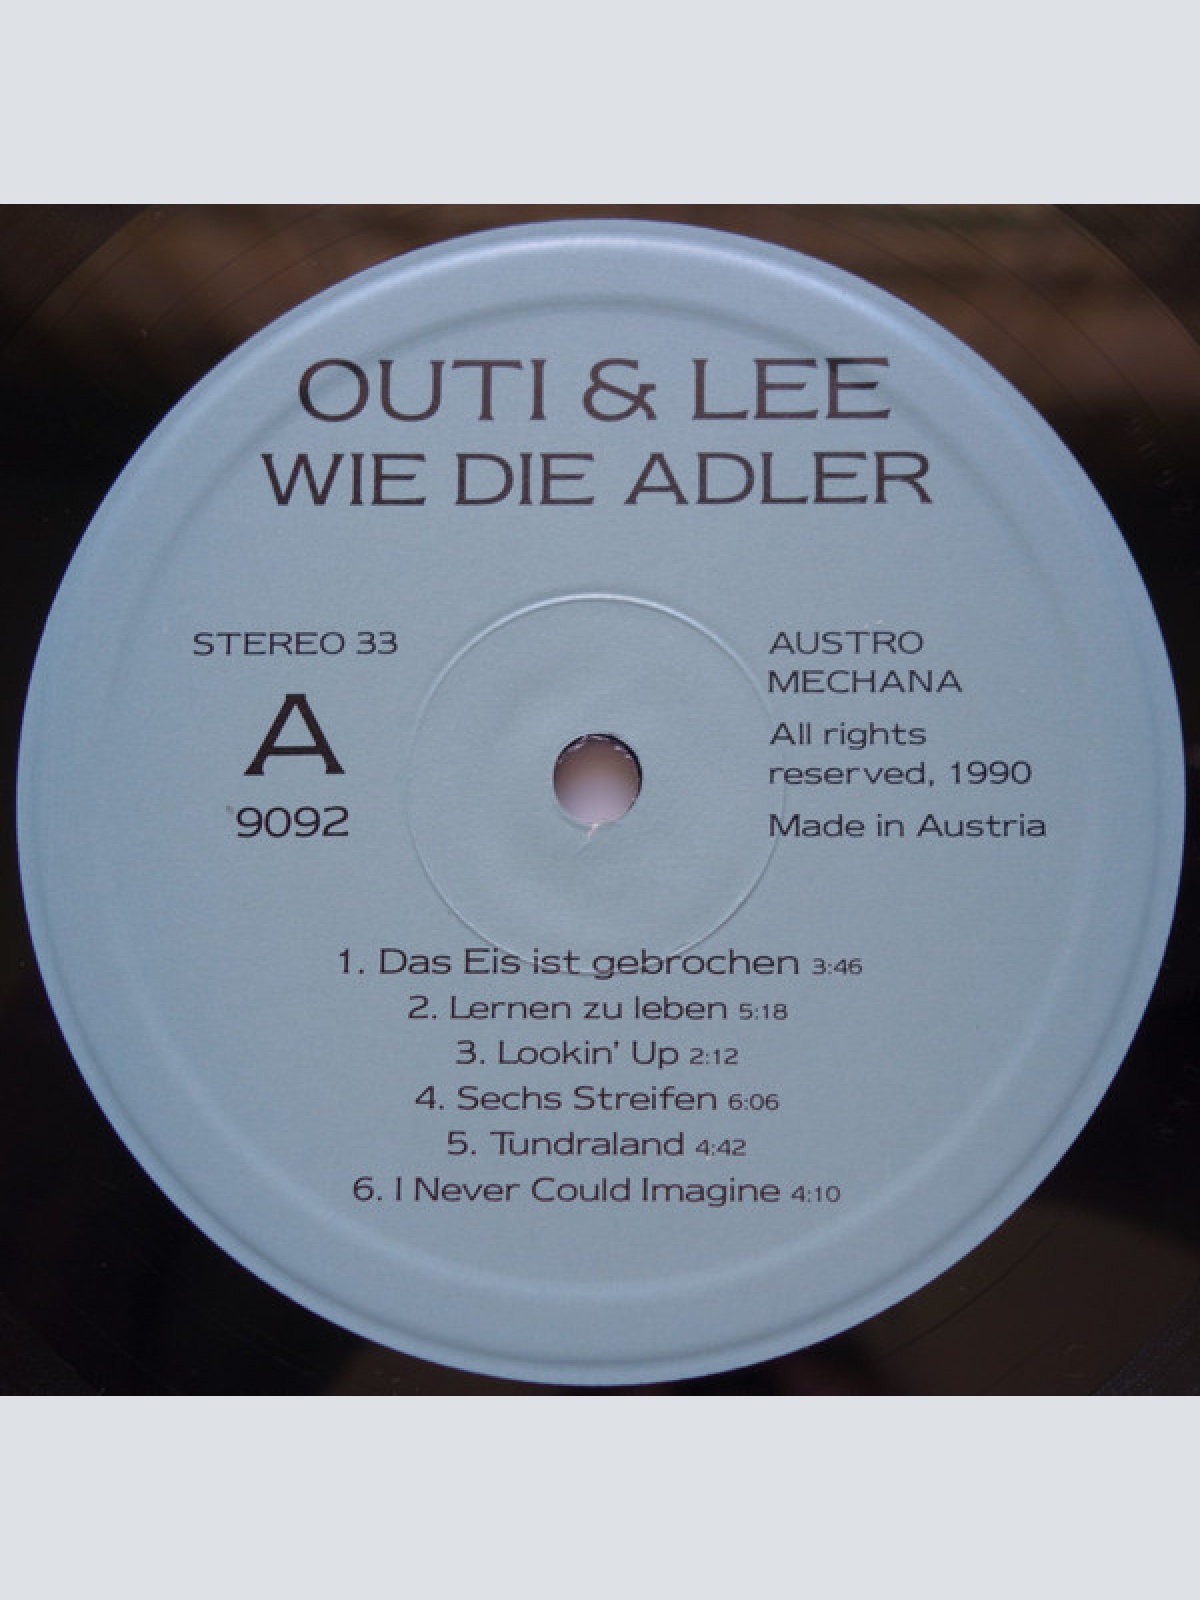 OUTI & LEE
WIE DIE ADLER
STEREO 33
A
9092
AUSTRO
MECHANA
All rights
reserved, 1990
Made in Austria
1. Das Eis ist gebrochen 3:46
2. Lernen zu leben 5:18
3. Lookin' Up 2:12
4. Sechs Streifen 6:06
5. Tundraland 4:42
6. I Never Could Imagine 4:10